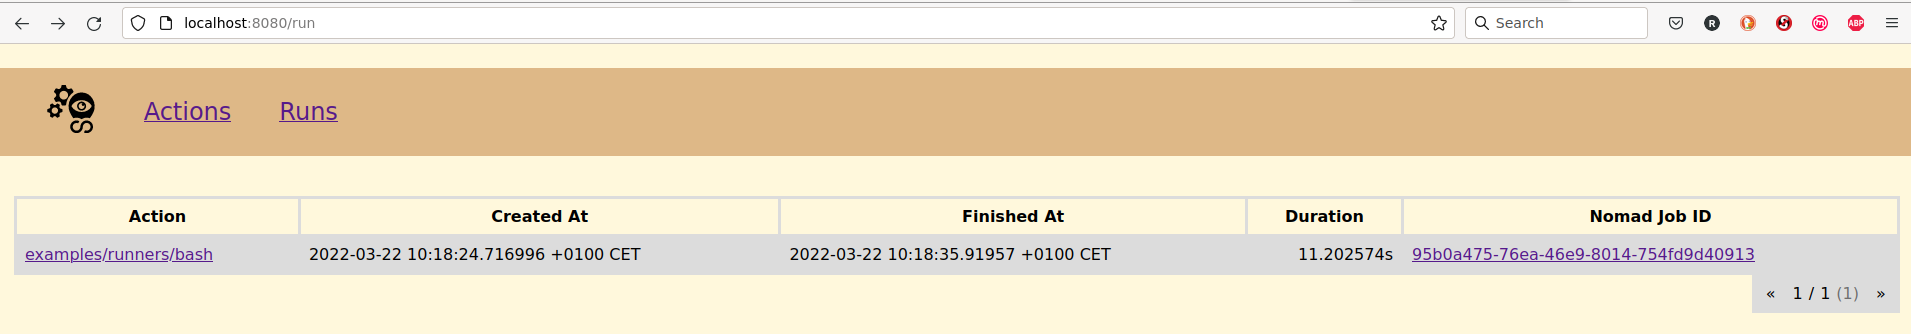 localhost:8080/run
Search
R
ABP
Actions Runs
Action Created At Finished At Duration Nomad Job ID
examples/runners/bash 2022-03-22 10:18:24.716996 +0100 CET 2022-03-22 10:18:35.91957 +0100 CET 11.202574s 95b0a475-76ea-46e9-8014-754fd9d40913
« 1 / 1 (1) »